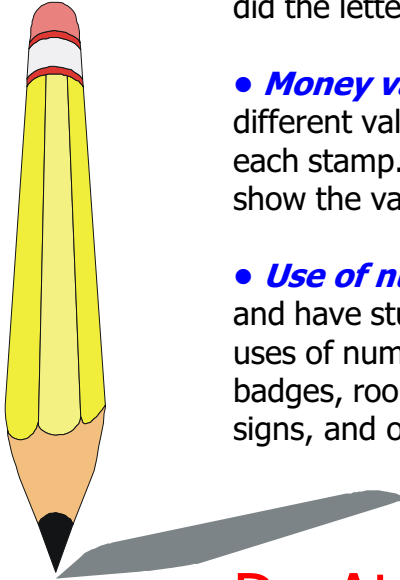 did the lette
• Money va
different val
each stamp.
show the va
• Use of nu
and have stu
uses of num
badges, roo
signs, and o